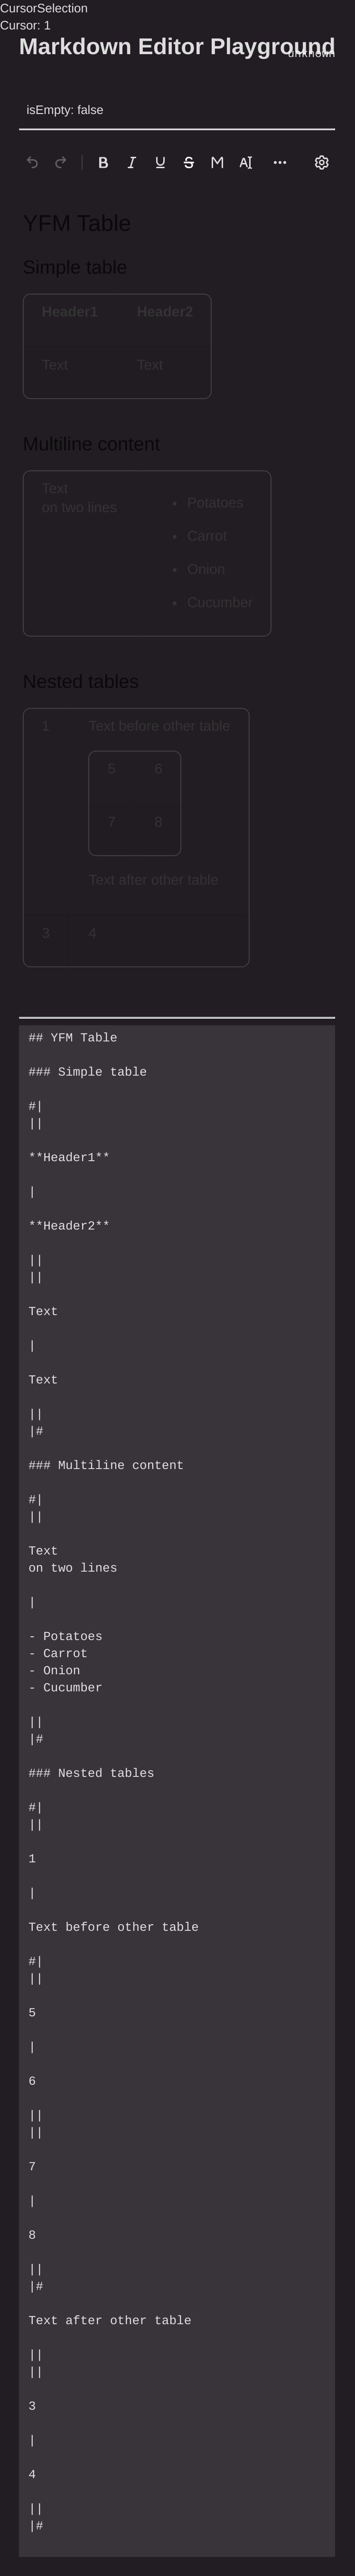 CursorSelection
Cursor: 1
Markdown Editor Playground
unknown
isEmpty: false
YFM Table
Simple table
Header1 Header2
Text Text
Multiline content
Text
on two lines
• Potatoes
• Carrot
• Onion
• Cucumber
Nested tables
1 Text before other table
5 6
7 8
Text after other table
3 4
## YFM Table
### Simple table
#|
||
**Header1**
|
**Header2**
||
||
Text
|
Text
||
|#
### Multiline content
#|
||
Text
on two lines
|
- Potatoes
- Carrot
- Onion
- Cucumber
||
|#
### Nested tables
#|
||
1
|
Text before other table
#|
||
5
|
6
||
||
7
|
8
||
|#
Text after other table
||
||
3
|
4
||
|#